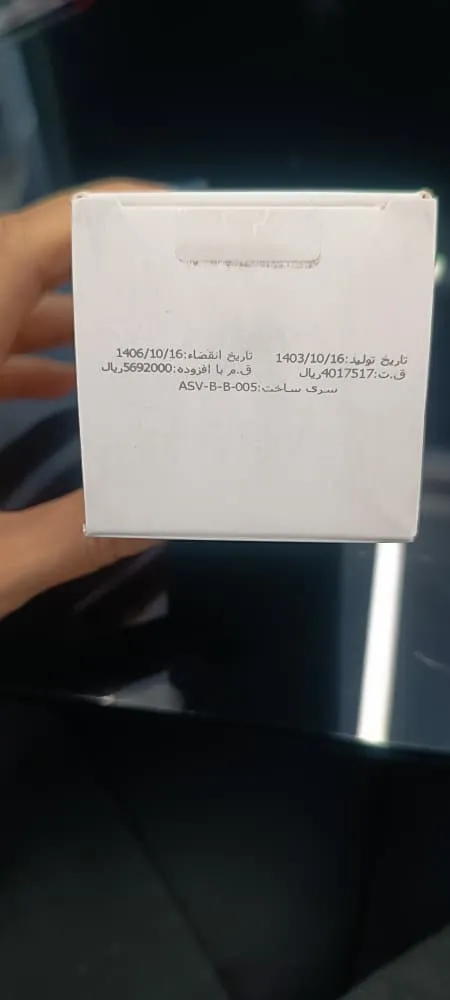 تاریخ تولید:1403/10/16 تاریخ انقضاء:1406/10/16
ق.ت:4017517ریال ق.م با افزوده:5692000ریال
سری ساخت:ASV-B-B-005